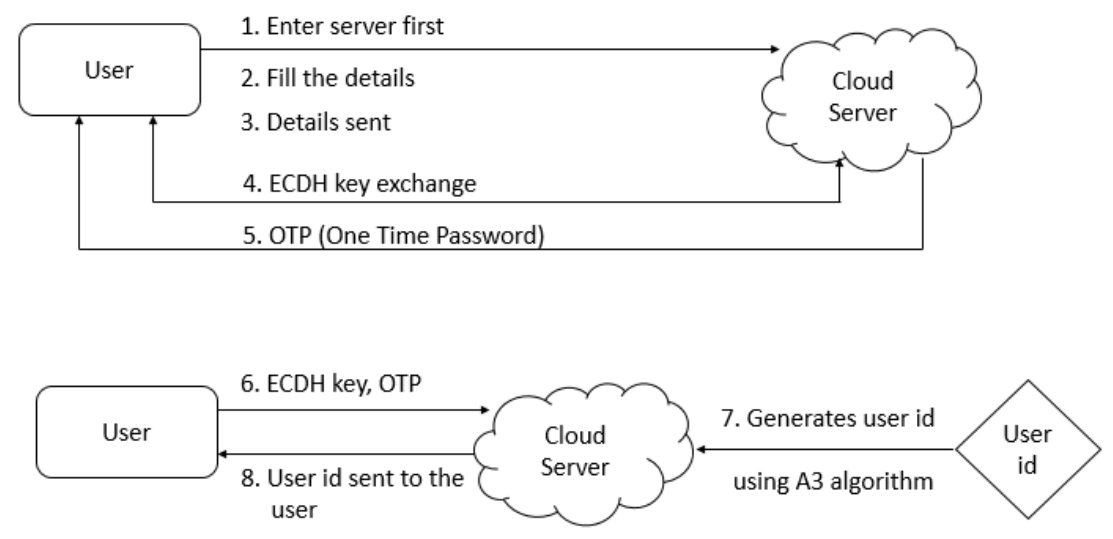 1. Enter server first
User
2. Fill the details
Cloud
Server
3. Details sent
4. ECDH key exchange
5. OTP (One Time Password)
6. ECDH key, OTP
User
Cloud
Server
7. Generates user id
using A3 algorithm
User
id
8. User id sent to the
user